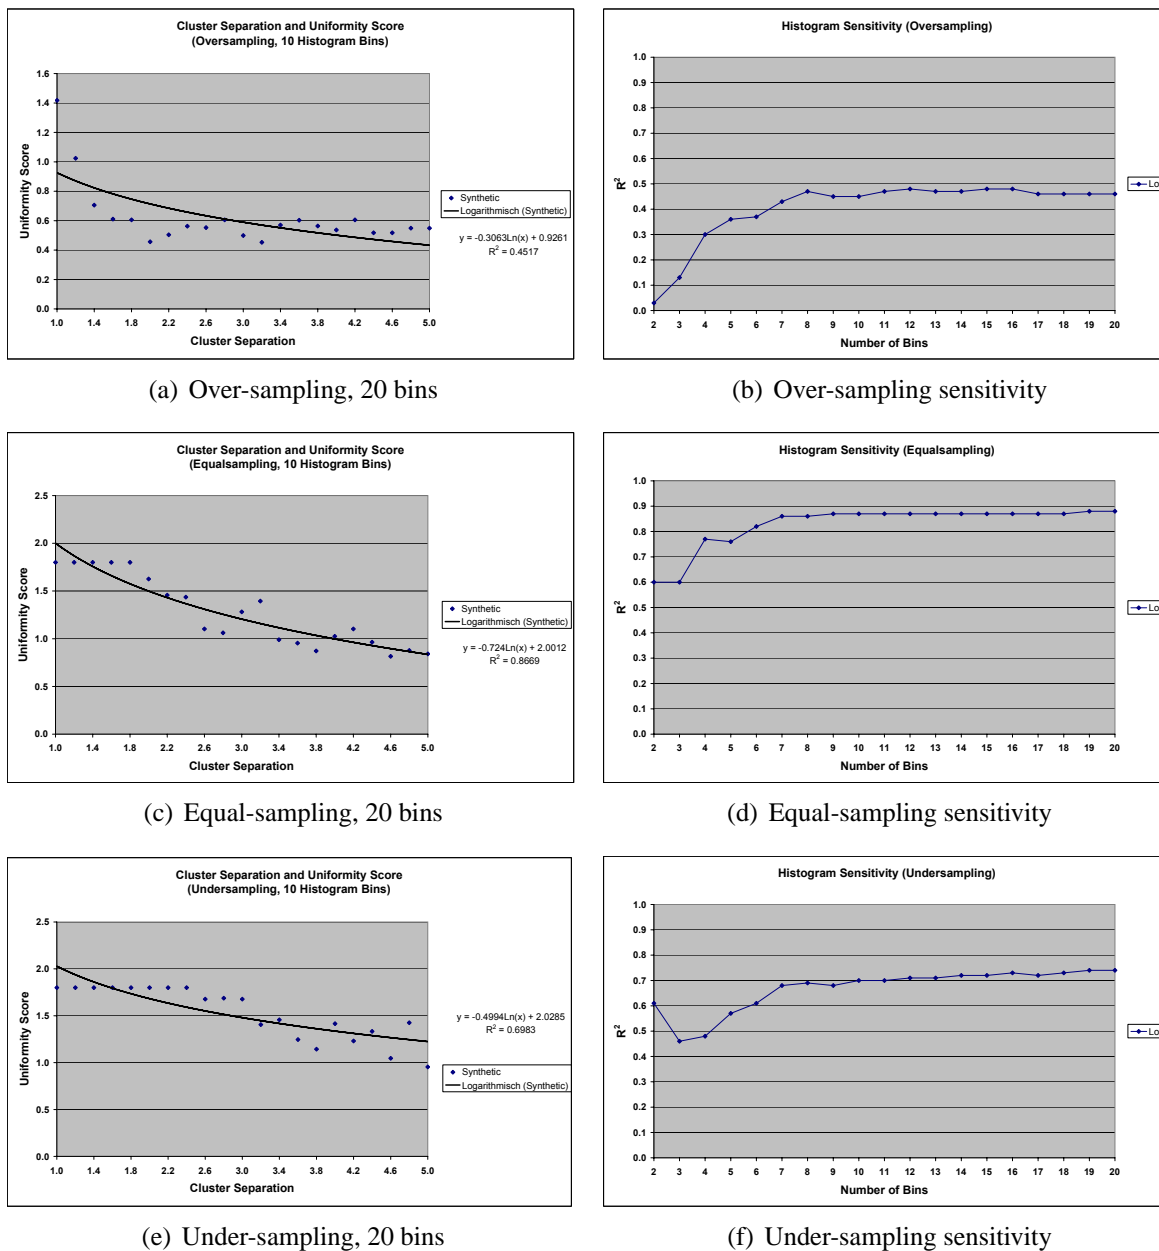 Cluster Separation and Uniformity Score
(Oversampling, 10 Histogram Bins)
1.6
1.4
1.2
1.0
0.8
0.6
0.4
0.2
0.0
Uniformity Score
1.0 1.4 1.8 2.2 2.6 3.0 3.4 3.8 4.2 4.6 5.0
Cluster Separation
Synthetic
Logarithmisch (Synthetic)
y = -0.3063Ln(x) + 0.9261
R² = 0.4517
Histogram Sensitivity (Oversampling)
1.0
0.9
0.8
0.7
0.6
0.5
0.4
0.3
0.2
0.1
0.0
R²
2 3 4 5 6 7 8 9 10 11 12 13 14 15 16 17 18 19 20
Number of Bins
Lo
(a) Over-sampling, 20 bins
(b) Over-sampling sensitivity
Cluster Separation and Uniformity Score
(Equalsampling, 10 Histogram Bins)
2.5
2.0
1.5
1.0
0.5
0.0
Uniformity Score
1.0 1.4 1.8 2.2 2.6 3.0 3.4 3.8 4.2 4.6 5.0
Cluster Separation
Synthetic
Logarithmisch (Synthetic)
y = -0.724Ln(x) + 2.0012
R² = 0.8669
Histogram Sensitivity (Equalsampling)
1.0
0.9
0.8
0.7
0.6
0.5
0.4
0.3
0.2
0.1
0.0
R²
2 3 4 5 6 7 8 9 10 11 12 13 14 15 16 17 18 19 20
Number of Bins
Lo
(c) Equal-sampling, 20 bins
(d) Equal-sampling sensitivity
Cluster Separation and Uniformity Score
(Undersampling, 10 Histogram Bins)
2.5
2.0
1.5
1.0
0.5
0.0
Uniformity Score
1.0 1.4 1.8 2.2 2.6 3.0 3.4 3.8 4.2 4.6 5.0
Cluster Separation
y = -0.4994Ln(x) + 2.0285
R² = 0.6983
Synthetic
Logarithmisch (Synthetic)
Histogram Sensitivity (Undersampling)
1.0
0.9
0.8
0.7
0.6
0.5
0.4
0.3
0.2
0.1
0.0
R²
2 3 4 5 6 7 8 9 10 11 12 13 14 15 16 17 18 19 20
Number of Bins
Lo
(e) Under-sampling, 20 bins
(f) Under-sampling sensitivity